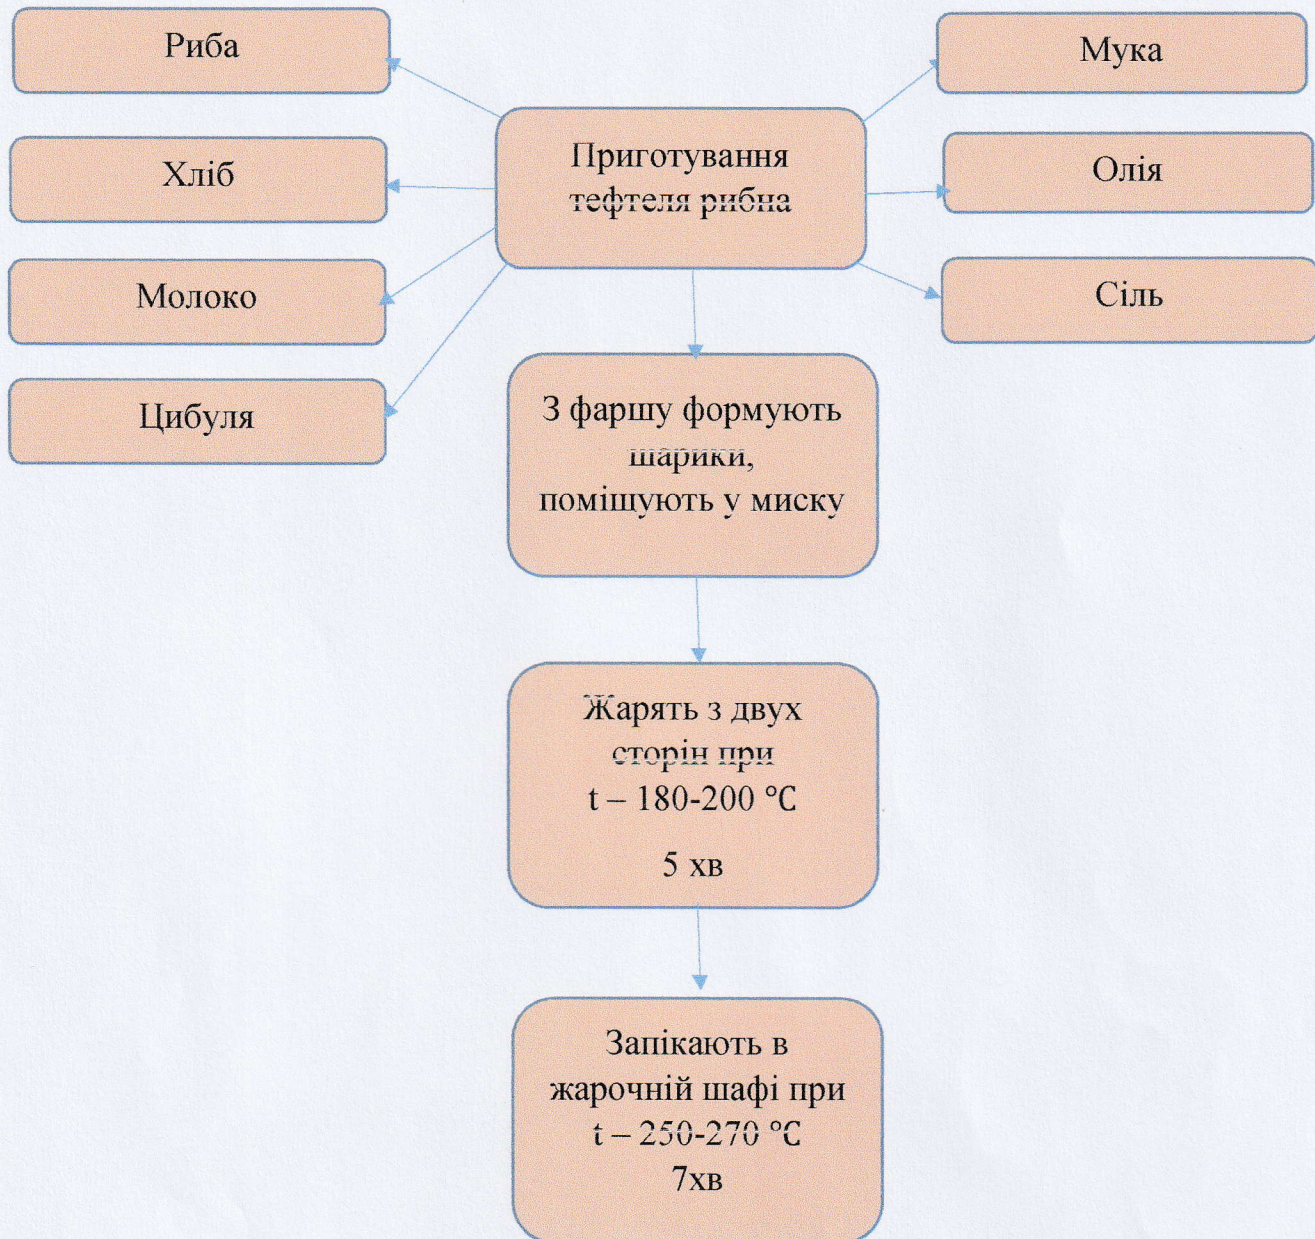 Риба
Хліб
Молоко
Цибуля
Приготування
тефтеля рибна
Мука
Олія
Сіль
З фаршу формують
шарики,
поміщують у миску
Жарять з двух
сторін при
t – 180-200 °C
5 хв
Запікають в
жарочній шафі при
t – 250-270 °C
7хв